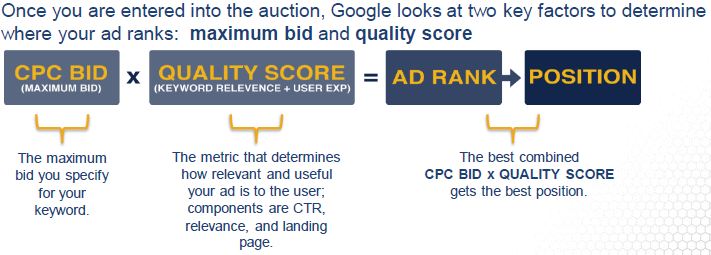 Once you are entered into the auction, Google looks at two key factors to determine
where your ad ranks: maximum bid and quality score
CPC BID
(MAXIMUM BID)
x
QUALITY SCORE
(KEYWORD RELEVENCE + USER EXP)
=
AD RANK
POSITION
The maximum
bid you specify
for your
keyword.
The metric that determines
how relevant and useful
your ad is to the user;
components are CTR,
relevance, and landing
page.
The best combined
CPC BID x QUALITY SCORE
gets the best position.